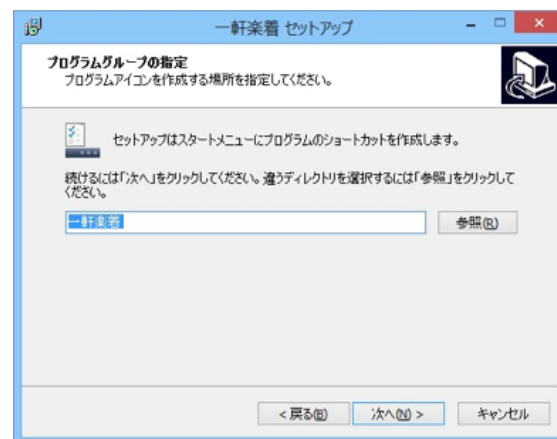 一軒楽着 セットアップ
プログラムグループの指定
プログラムアイコンを作成する場所を指定してください。
セットアップはスタートメニューにプログラムのショートカットを作成します。
続けるには「次へ」をクリックしてください。違うディレクトリを選択するには「参照」をクリックして
ください。
一軒楽着
参照(R)
< 戻る(B)
次へ(N) >
キャンセル